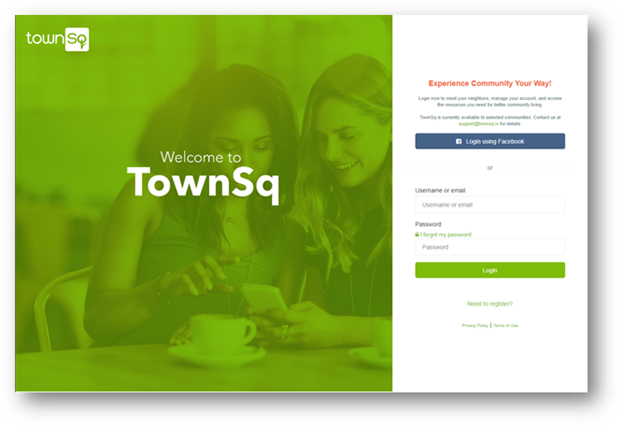 townSq
Welcome to
TownSq
Experience Community Your Way!
Login now to meet your neighbors, manage your account, and access
the resources you need for better community living.
TownSq is currently available to selected communities. Contact us at
support@townsq.io for details.
Login using Facebook
or
Username or email
Username or email
Password
I forgot my password
Password
Login
Need to register?
Privacy Policy | Terms of Use